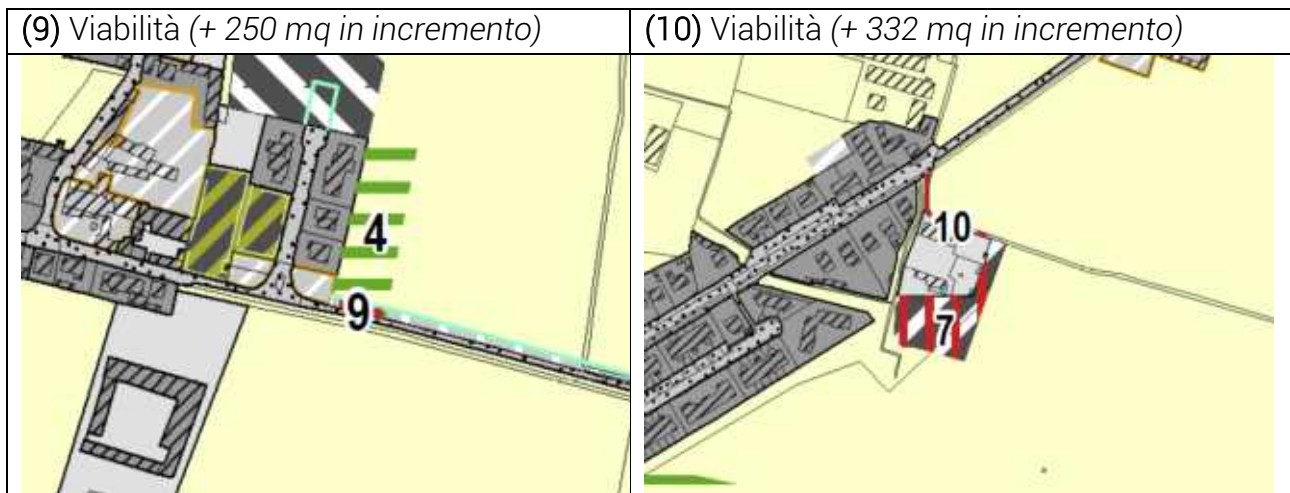 (9) Viabilità (+ 250 mq in incremento)
(10) Viabilità (+ 332 mq in incremento)
4
9
10
7